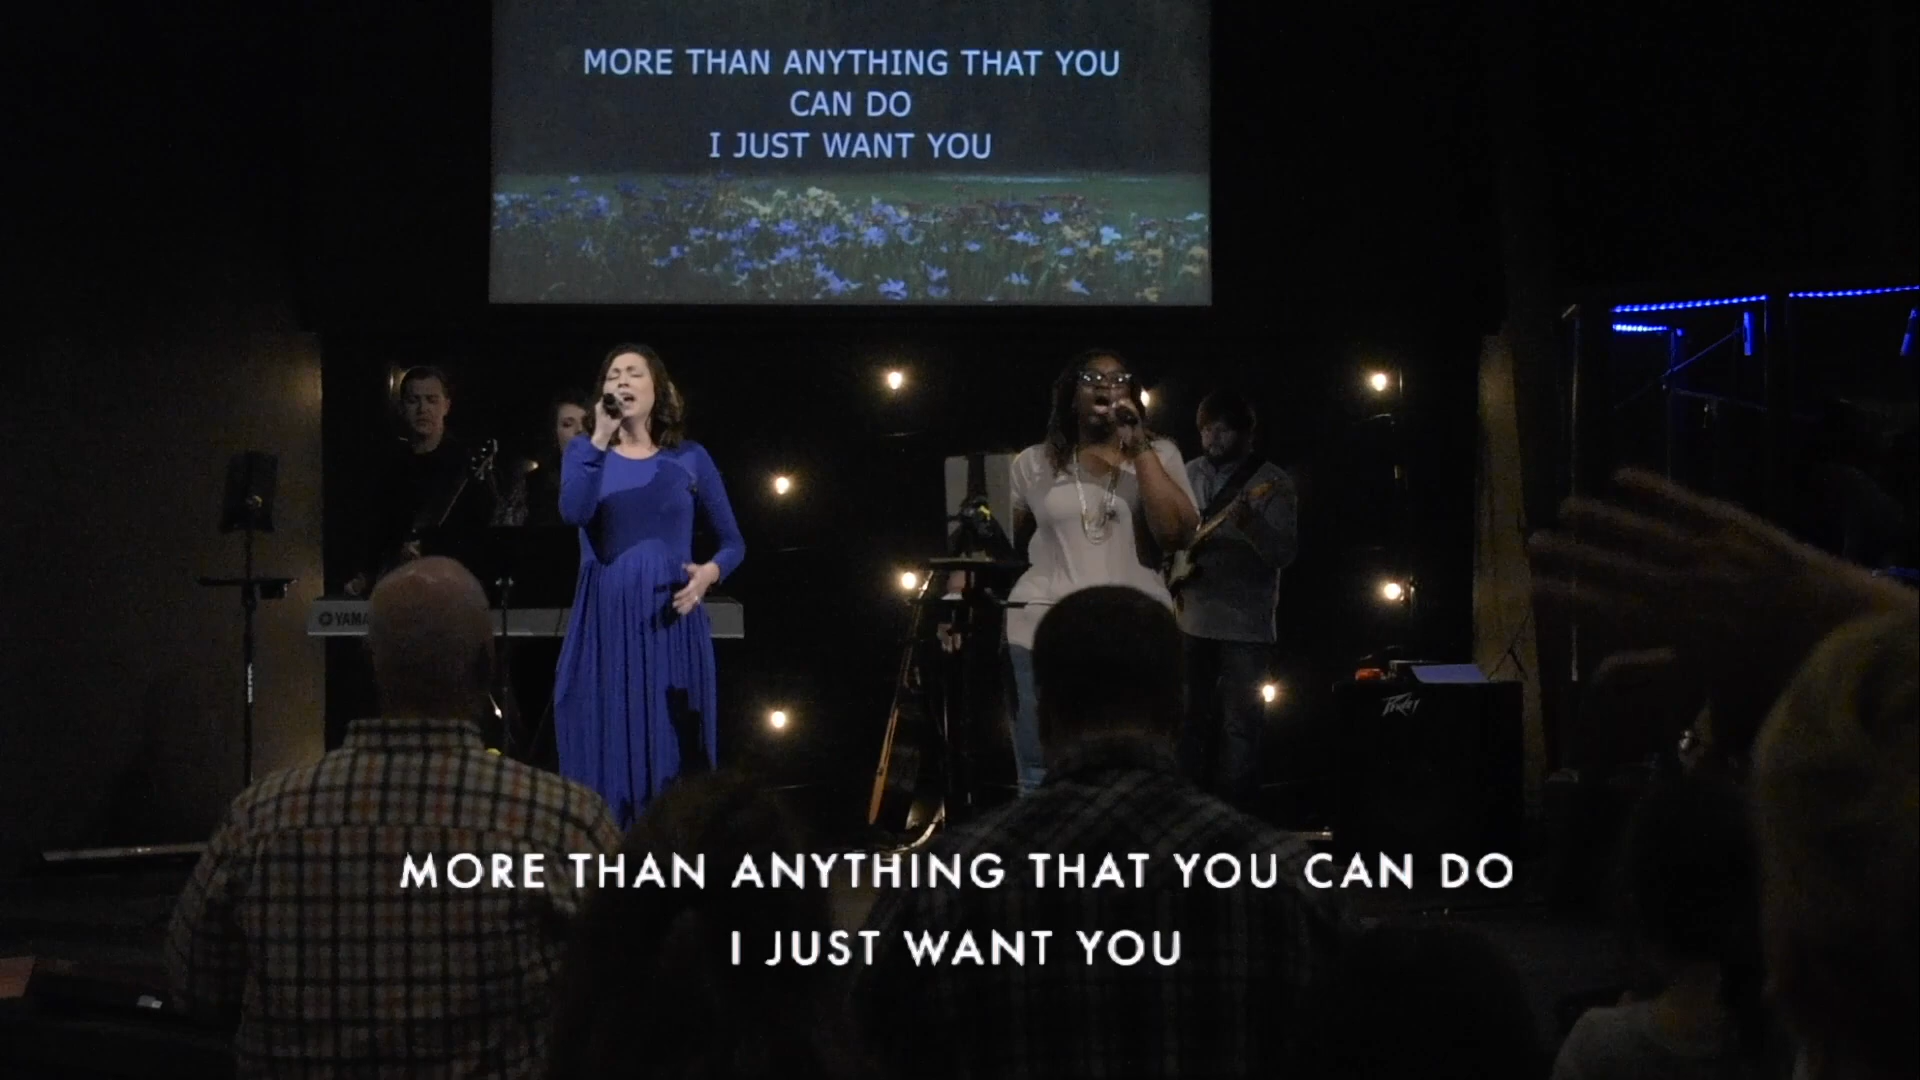 MORE THAN ANYTHING THAT YOU
CAN DO
I JUST WANT YOU
YAMA
Peavey
MORE THAN ANYTHING THAT YOU CAN DO
I JUST WANT YOU